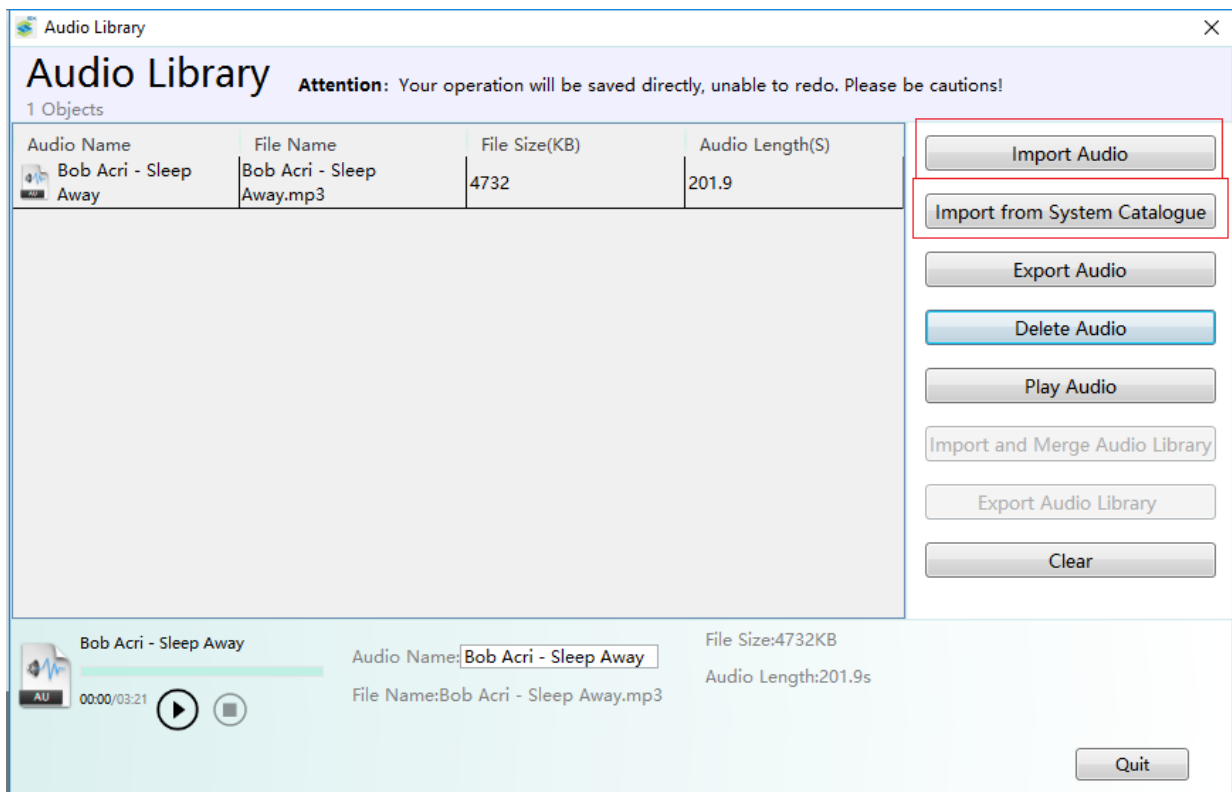 Audio Library
Audio Library
Attention: Your operation will be saved directly, unable to redo. Please be cautions!
1 Objects
Audio Name File Name File Size(KB) Audio Length(S)
Bob Acri - Sleep Away
Bob Acri - Sleep Away.mp3
4732
201.9
Import Audio
Import from System Catalogue
Export Audio
Delete Audio
Play Audio
Import and Merge Audio Library
Export Audio Library
Clear
Bob Acri - Sleep Away
00:00/03:21
AU
Audio Name:Bob Acri - Sleep Away
File Name:Bob Acri - Sleep Away.mp3
File Size:4732KB
Audio Length:201.9s
Quit